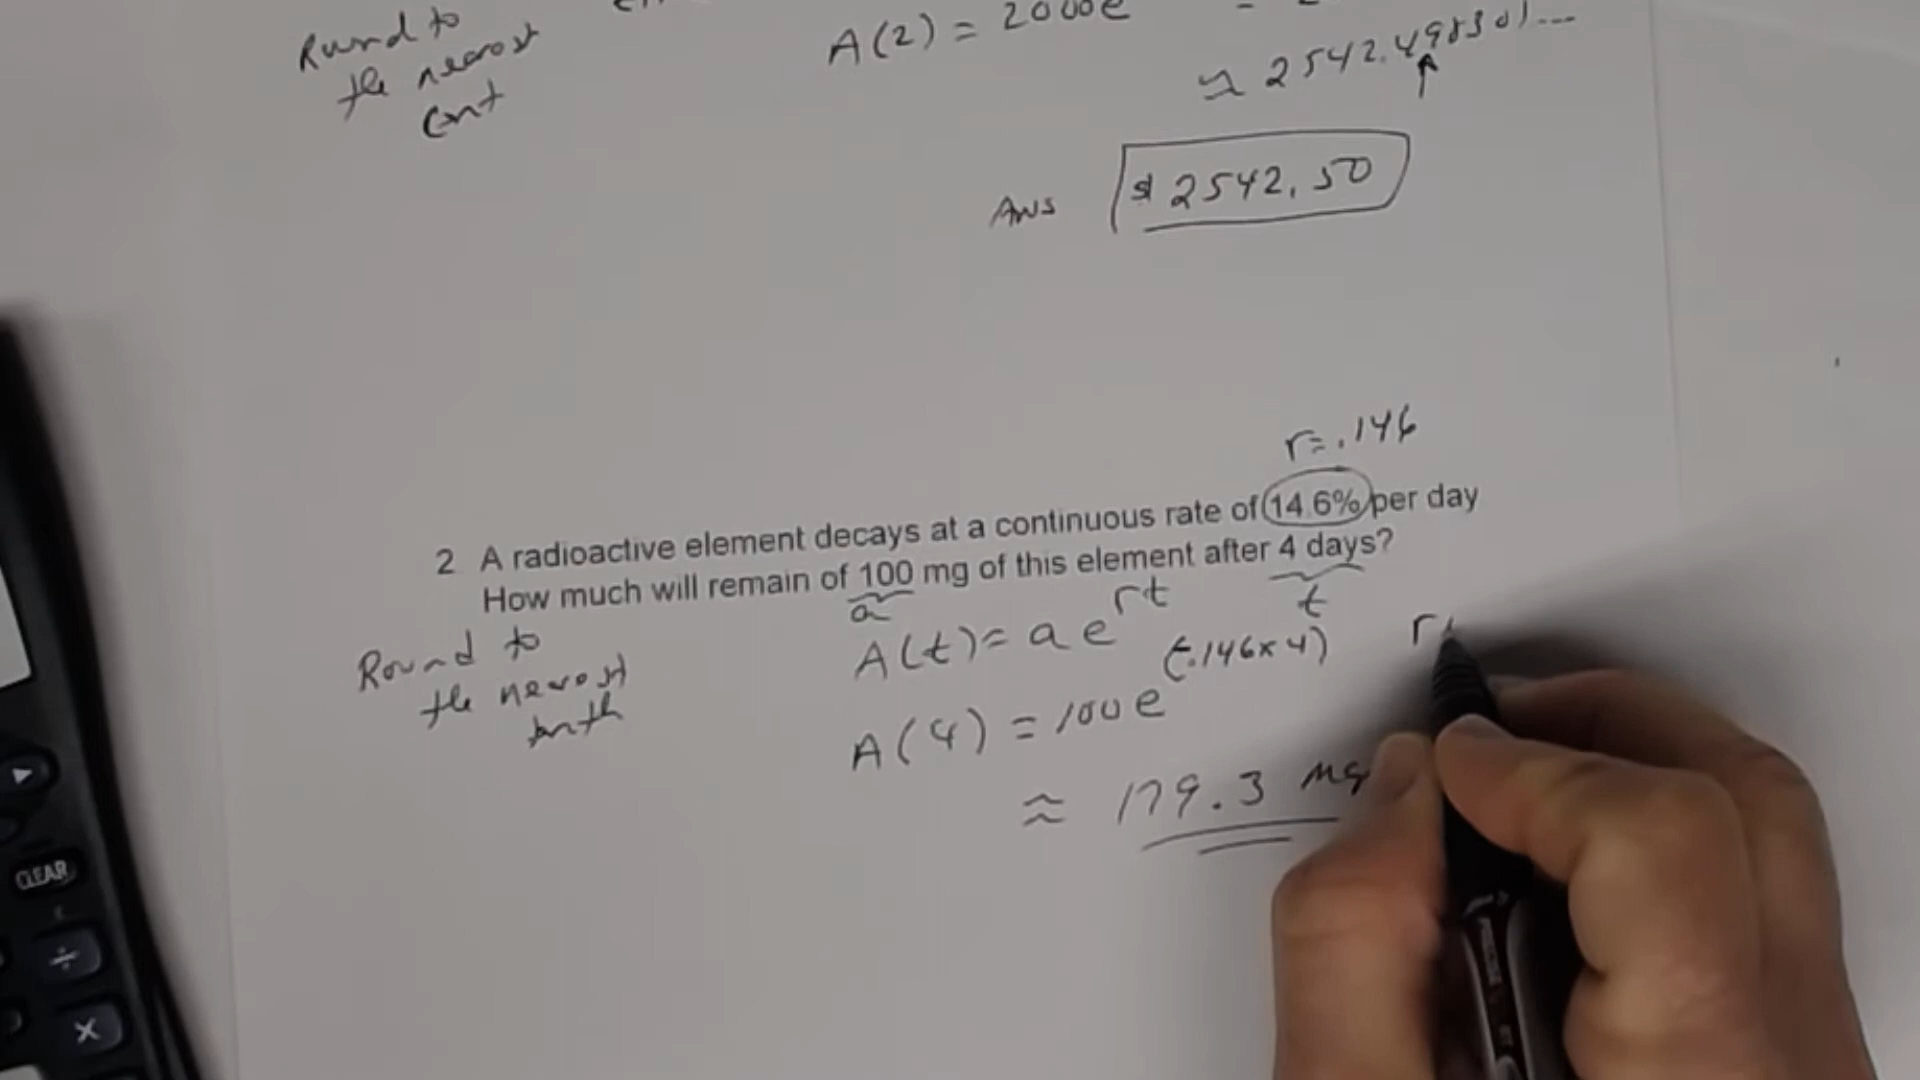 Round to
the nearest
cent
A(2) = 2000e =
≈ 2542.498301...
Ans $2542.50
r=.146
2 A radioactive element decays at a continuous rate of 14.6% per day
How much will remain of 100 mg of this element after 4 days?
a t
Round to
the nearest
tenth
A(t)= a e^rt
A(4) = 100e^(-.146×4) r
≈ 179.3 mg
CLEAR
÷
×